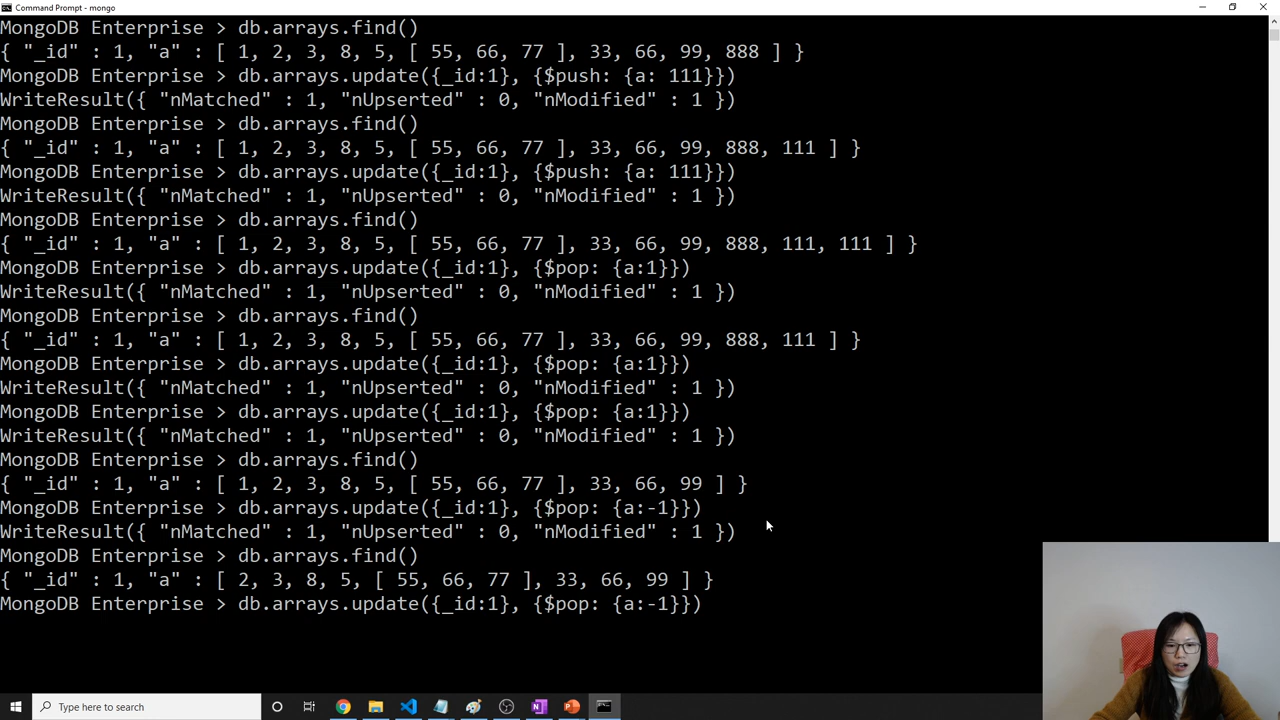 Command Prompt - mongo
MongoDB Enterprise > db.arrays.find()
{ "_id" : 1, "a" : [ 1, 2, 3, 8, 5, [ 55, 66, 77 ], 33, 66, 99, 888 ] }
MongoDB Enterprise > db.arrays.update({_id:1}, {$push: {a: 111}})
WriteResult({ "nMatched" : 1, "nUpserted" : 0, "nModified" : 1 })
MongoDB Enterprise > db.arrays.find()
{ "_id" : 1, "a" : [ 1, 2, 3, 8, 5, [ 55, 66, 77 ], 33, 66, 99, 888, 111 ] }
MongoDB Enterprise > db.arrays.update({_id:1}, {$push: {a: 111}})
WriteResult({ "nMatched" : 1, "nUpserted" : 0, "nModified" : 1 })
MongoDB Enterprise > db.arrays.find()
{ "_id" : 1, "a" : [ 1, 2, 3, 8, 5, [ 55, 66, 77 ], 33, 66, 99, 888, 111, 111 ] }
MongoDB Enterprise > db.arrays.update({_id:1}, {$pop: {a:1}})
WriteResult({ "nMatched" : 1, "nUpserted" : 0, "nModified" : 1 })
MongoDB Enterprise > db.arrays.find()
{ "_id" : 1, "a" : [ 1, 2, 3, 8, 5, [ 55, 66, 77 ], 33, 66, 99, 888, 111 ] }
MongoDB Enterprise > db.arrays.update({_id:1}, {$pop: {a:1}})
WriteResult({ "nMatched" : 1, "nUpserted" : 0, "nModified" : 1 })
MongoDB Enterprise > db.arrays.update({_id:1}, {$pop: {a:1}})
WriteResult({ "nMatched" : 1, "nUpserted" : 0, "nModified" : 1 })
MongoDB Enterprise > db.arrays.find()
{ "_id" : 1, "a" : [ 1, 2, 3, 8, 5, [ 55, 66, 77 ], 33, 66, 99 ] }
MongoDB Enterprise > db.arrays.update({_id:1}, {$pop: {a:-1}})
WriteResult({ "nMatched" : 1, "nUpserted" : 0, "nModified" : 1 })
MongoDB Enterprise > db.arrays.find()
{ "_id" : 1, "a" : [ 2, 3, 8, 5, [ 55, 66, 77 ], 33, 66, 99 ] }
MongoDB Enterprise > db.arrays.update({_id:1}, {$pop: {a:-1}})
Type here to search